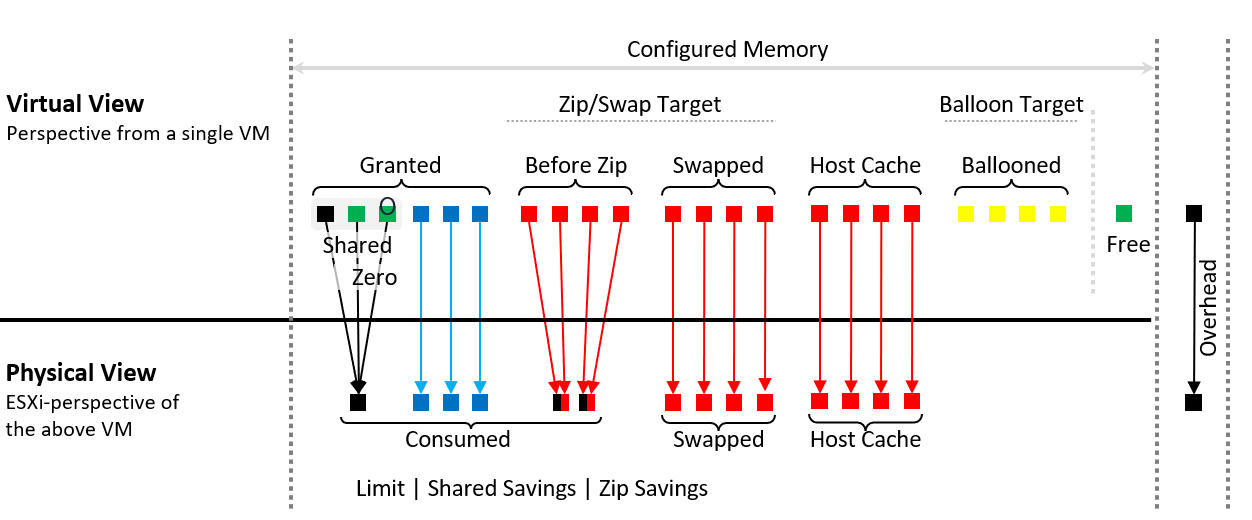 Configured Memory
Virtual View
Perspective from a single VM
Zip/Swap Target
Balloon Target
Granted
Before Zip
Swapped
Host Cache
Ballooned
0
Shared
Zero
Free
Overhead
Physical View
ESXi-perspective of
the above VM
Consumed
Swapped
Host Cache
Limit | Shared Savings | Zip Savings